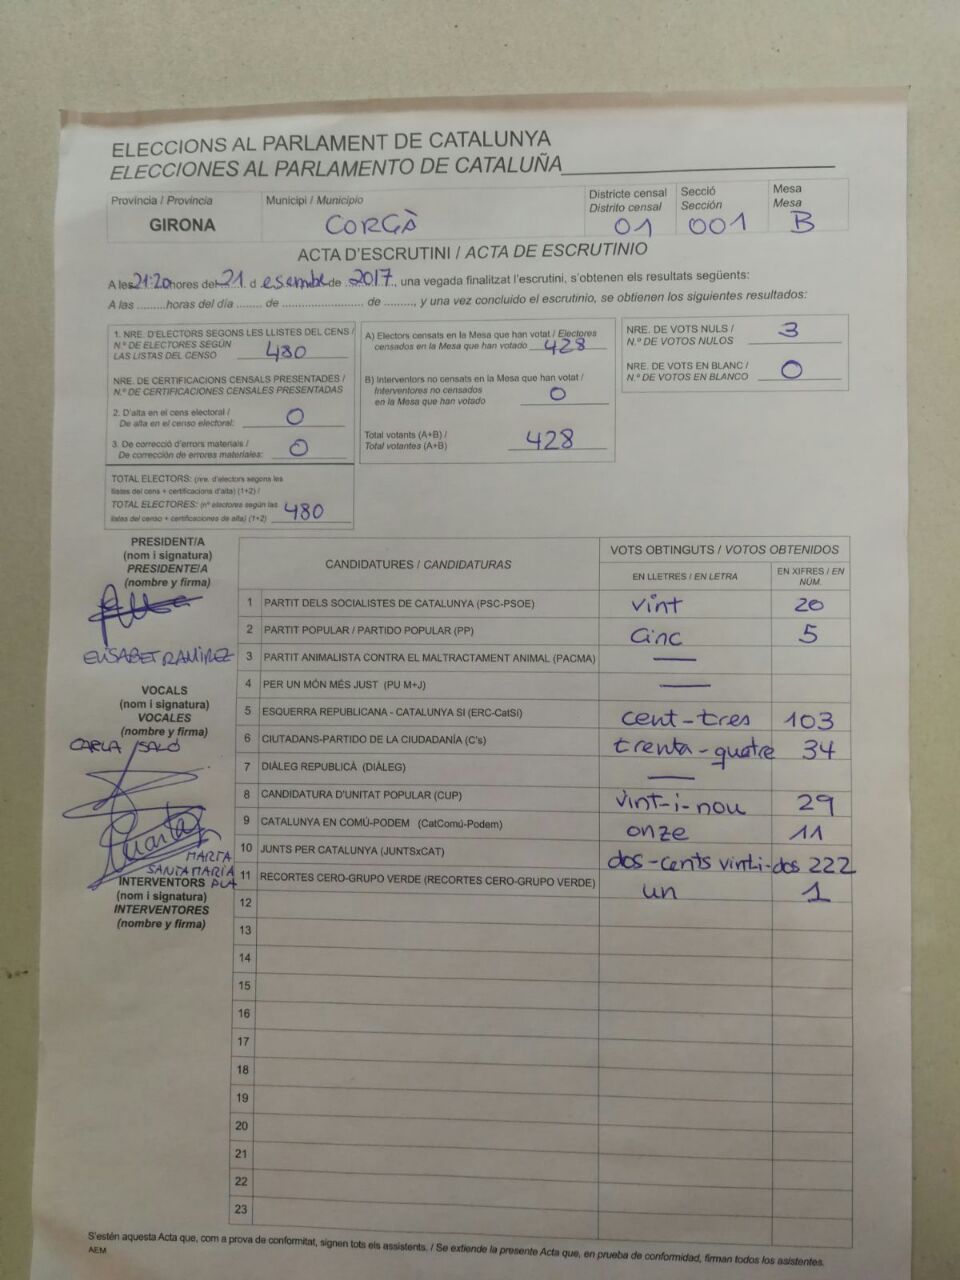 ELECCIONS AL PARLAMENT DE CATALUNYA
ELECCIONES AL PARLAMENTO DE CATALUÑA
Província / Provincia
GIRONA
Municipi / Municipio
CORÇÀ
Districte censal
Distrito censal
01
Secció
Sección
001
Mesa
Mesa
B
ACTA D'ESCRUTINI / ACTA DE ESCRUTINIO
A les 21:20 hores del 21 d esembre de 2017, una vegada finalitzat l'escrutini, s'obtenen els resultats següents:
A las .........horas del día ........ de .............................. de ........., y una vez concluido el escrutinio, se obtienen los siguientes resultados:
1. NRE. D'ELECTORS SEGONS LES LLISTES DEL CENS /
N.º DE ELECTORES SEGÚN
LAS LISTAS DEL CENSO 480
NRE. DE CERTIFICACIONS CENSALS PRESENTADES /
N.º DE CERTIFICACIONES CENSALES PRESENTADAS
2. D'alta en el cens electoral /
De alta en el censo electoral: 0
3. De correcció d'errors materials /
De corrección de errores materiales: 0
TOTAL ELECTORS: (nre. d'electors segons les
llistes del cens + certificacions d'alta) (1+2) /
TOTAL ELECTORES: (nº electores según las
listas del censo + certificaciones de alta) (1+2) 480
A) Electors censats en la Mesa que han votat / Electores
censados en la Mesa que han votado 428
B) Interventors no censats en la Mesa que han votat /
Interventores no censados
en la Mesa que han votado 0
Total votants (A+B) /
Total votantes (A+B) 428
NRE. DE VOTS NULS /
N.º DE VOTOS NULOS 3
NRE. DE VOTS EN BLANC /
N.º DE VOTOS EN BLANCO 0
PRESIDENT/A
(nom i signatura)
PRESIDENTE/A
(nombre y firma)
ELISABET RAMÍREZ
VOCALS
(nom i signatura)
VOCALES
(nombre y firma)
CARLA SALÓ
Marta
MARTA
SANTAMARIA
PLA
INTERVENTORS
(nom i signatura)
INTERVENTORES
(nombre y firma)
CANDIDATURES / CANDIDATURAS
VOTS OBTINGUTS / VOTOS OBTENIDOS
EN LLETRES / EN LETRA
EN XIFRES / EN
NÚM.
1 PARTIT DELS SOCIALISTES DE CATALUNYA (PSC-PSOE) vint 20
2 PARTIT POPULAR / PARTIDO POPULAR (PP) Cinc 5
3 PARTIT ANIMALISTA CONTRA EL MALTRACTAMENT ANIMAL (PACMA) —
4 PER UN MÓN MÉS JUST (PU M+J) —
5 ESQUERRA REPUBLICANA - CATALUNYA SÍ (ERC-CatSí) cent-tres 103
6 CIUTADANS-PARTIDO DE LA CIUDADANÍA (C's) trenta-quatre 34
7 DIÀLEG REPUBLICÀ (DIÀLEG) —
8 CANDIDATURA D'UNITAT POPULAR (CUP) vint-i-nou 29
9 CATALUNYA EN COMÚ-PODEM (CatComú-Podem) onze 11
10 JUNTS PER CATALUNYA (JUNTSxCAT) dos-cents vinti-dos 222
11 RECORTES CERO-GRUPO VERDE (RECORTES CERO-GRUPO VERDE) un 1
12
13
14
15
16
17
18
19
20
21
22
23
S'estén aquesta Acta que, com a prova de conformitat, signen tots els assistents. / Se extiende la presente Acta que, en prueba de conformidad, firman todos los asistentes.
AEM